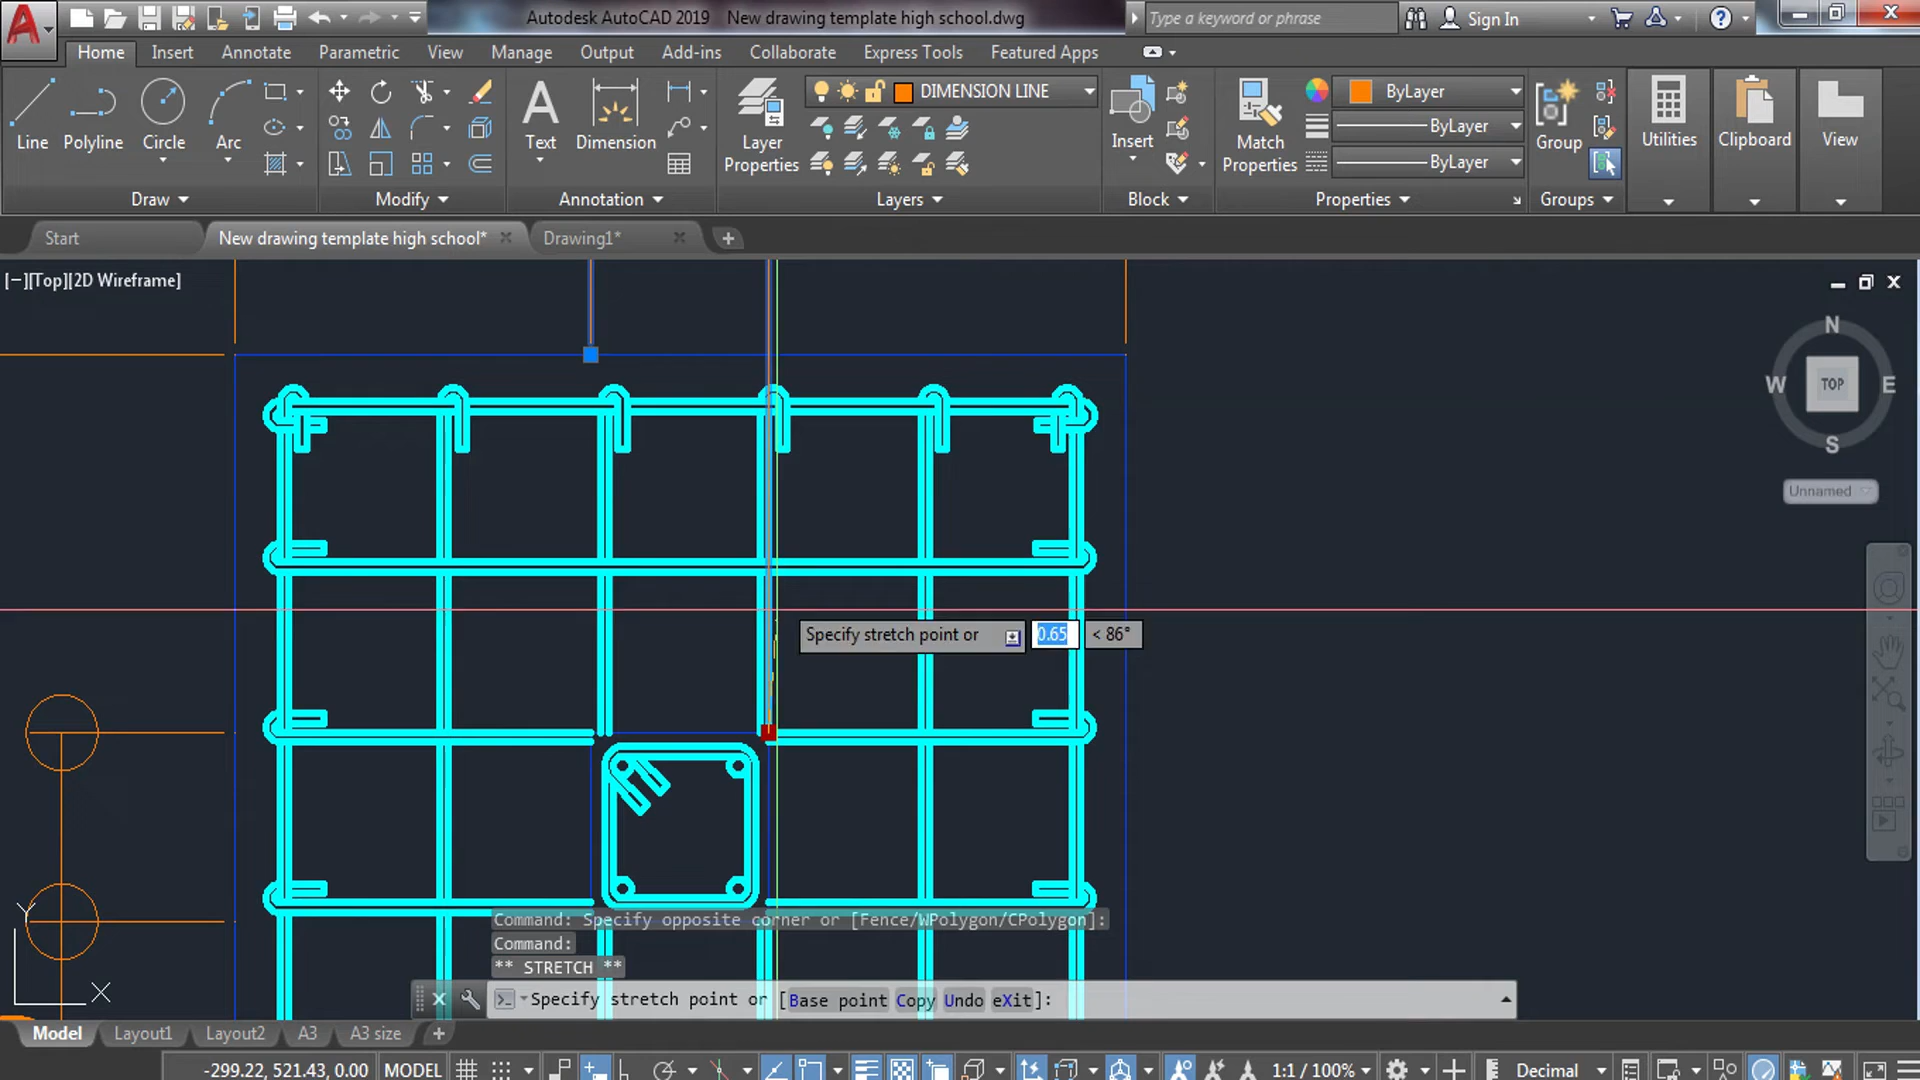 Autodesk AutoCAD 2019 New drawing template high school.dwg
Type a keyword or phrase
Sign In
Home Insert Annotate Parametric View Manage Output Add-ins Collaborate Express Tools Featured Apps
DIMENSION LINE
ByLayer
ByLayer
ByLayer
Line Polyline Circle Arc
Text Dimension
Layer Properties
Insert
Match Properties
Group
Utilities
Clipboard
View
Draw Modify Annotation Layers Block Properties Groups
Start New drawing template high school* Drawing1*
[−][Top][2D Wireframe]
N
W TOP E
S
Unnamed
Specify stretch point or 0.65 < 86°
Y
X
Command: Specify opposite corner or [Fence/WPolygon/CPolygon]:
Command:
** STRETCH **
Specify stretch point or [Base point Copy Undo eXit]:
Model Layout1 Layout2 A3 A3 size
-299.22, 521.43, 0.00 MODEL 1:1 / 100% Decimal